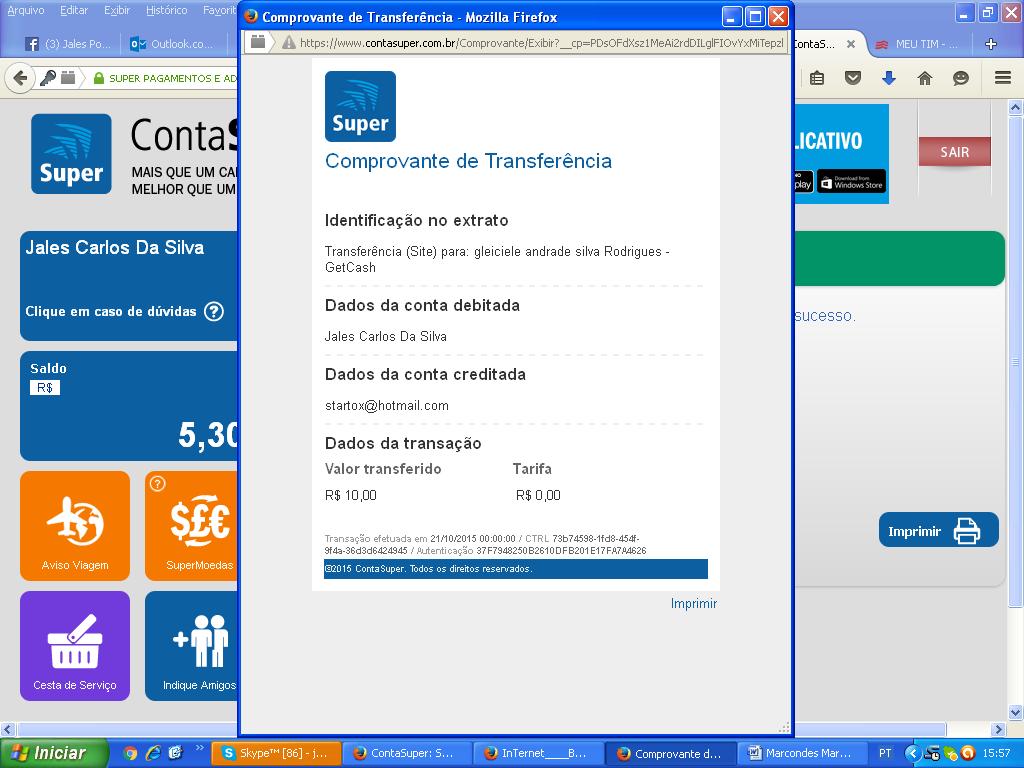 Arquivo Editar Exibir Histórico Favorit
Comprovante de Transferência - Mozilla Firefox
(3) Jales Po...
Outlook.co...
https://www.contasuper.com.br/Comprovante/Exibir?__cp=PDsOFdXsz1MeAi2rdDILglFIOvYxMiTepzl
ContaS...
MEU TIM - ...
SUPER PAGAMENTOS E AD
Super
ContaS
MAIS QUE UM CA
MELHOR QUE UM
LICATIVO
play
Download from
Windows Store
SAIR
Super
Comprovante de Transferência
Identificação no extrato
Transferência (Site) para: gleiciele andrade silva Rodrigues -
GetCash
Dados da conta debitada
Jales Carlos Da Silva
Dados da conta creditada
startox@hotmail.com
Dados da transação
Valor transferido Tarifa
R$ 10,00 R$ 0,00
Transação efetuada em 21/10/2015 00:00:00 / CTRL 73b74598-1fd8-454f-
9f4a-36d3d6424945 / Autenticação 37F7948250B2610DFB201E17FA7A4626
©2015 ContaSuper. Todos os direitos reservados.
Imprimir
Jales Carlos Da Silva
Clique em caso de dúvidas ?
Saldo
R$
5,30
sucesso.
Imprimir
Aviso Viagem
?
$£€
SuperMoedas
Cesta de Serviço
Indique Amigos
Iniciar
Skype™ [86] - j...
ContaSuper: S...
InTernet____B...
Comprovante d...
Marcondes Mar...
PT
15:57